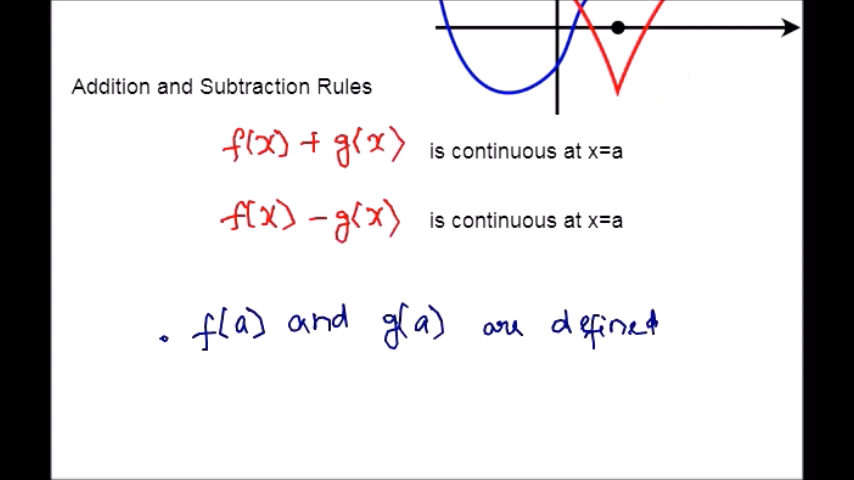 Addition and Subtraction Rules
f(x) + g(x) is continuous at x=a
f(x) - g(x) is continuous at x=a
. f(a) and g(a) are defined